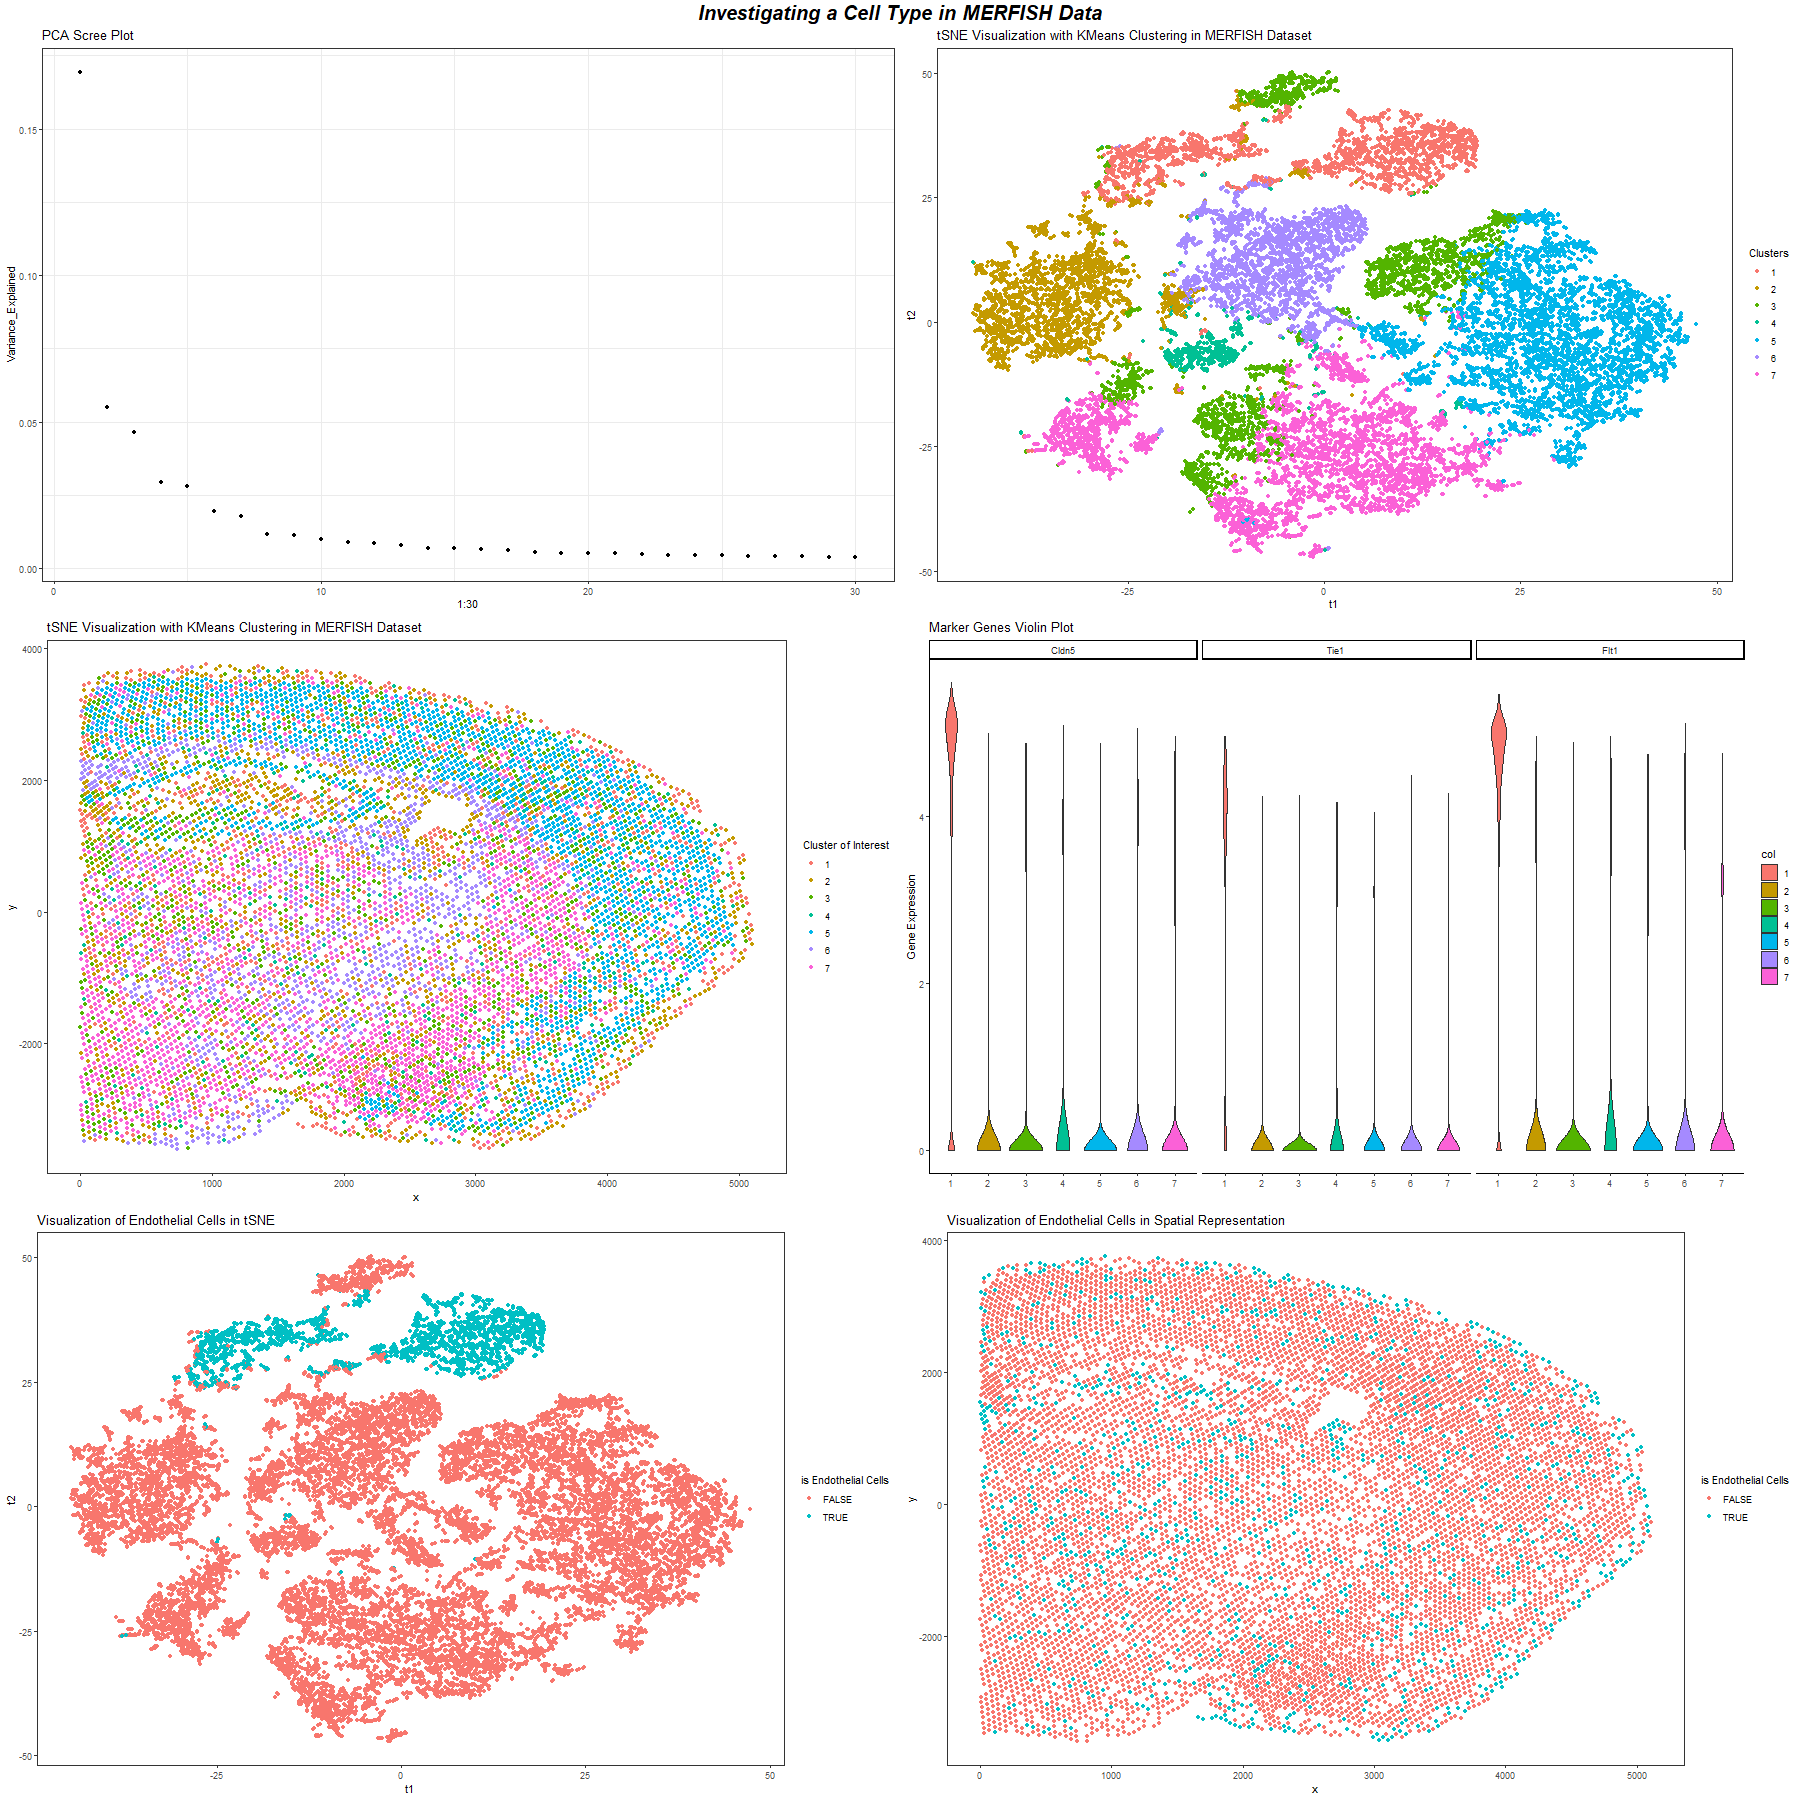 Investigating a Cell Type in MERFISH Data
PCA Scree Plot
Variance_Explained
0.15
0.10
0.05
0.00
0 10 20 30
1:30
tSNE Visualization with KMeans Clustering in MERFISH Dataset
t2
50
25
0
-25
-50
-25 0 25 50
t1
Clusters
1
2
3
4
5
6
7
tSNE Visualization with KMeans Clustering in MERFISH Dataset
y
4000
2000
0
-2000
0 1000 2000 3000 4000 5000
x
Cluster of Interest
1
2
3
4
5
6
7
Marker Genes Violin Plot
Cldn5 Tie1 Flt1
Gene Expression
4
2
0
1 2 3 4 5 6 7 1 2 3 4 5 6 7 1 2 3 4 5 6 7
col
1
2
3
4
5
6
7
Visualization of Endothelial Cells in tSNE
t2
50
25
0
-25
-50
-25 0 25 50
t1
is Endothelial Cells
FALSE
TRUE
Visualization of Endothelial Cells in Spatial Representation
y
4000
2000
0
-2000
0 1000 2000 3000 4000 5000
x
is Endothelial Cells
FALSE
TRUE